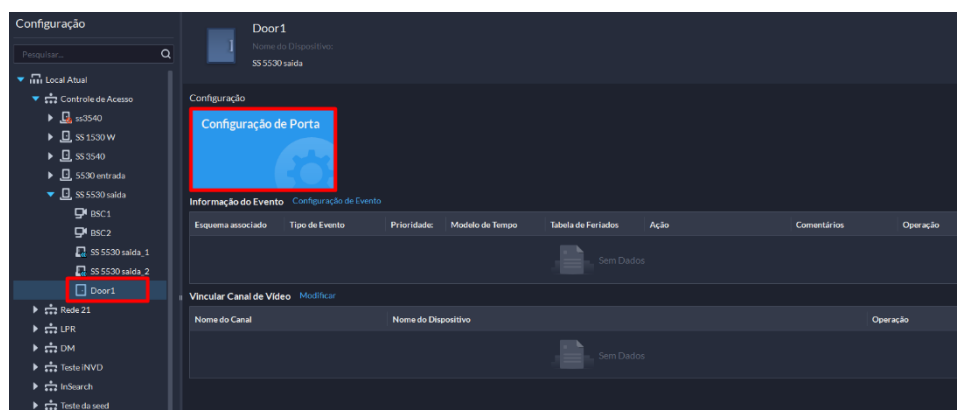 Configuração
Pesquisar...
Local Atual
Controle de Acesso
ss3540
SS 1530 W
SS 3540
5530 entrada
SS 5530 saida
BSC1
BSC2
SS 5530 saida_1
SS 5530 saida_2
Door1
Rede 21
LPR
DM
Teste iNVD
InSearch
Teste da seed
Door1
Nome do Dispositivo:
SS 5530 saida
Configuração
Configuração de Porta
Informação do Evento Configuração de Evento
Esquema associado Tipo de Evento Prioridade: Modelo de Tempo Tabela de Feriados Ação Comentários Operação
Sem Dados
Vincular Canal de Vídeo Modificar
Nome do Canal Nome do Dispositivo Operação
Sem Dados